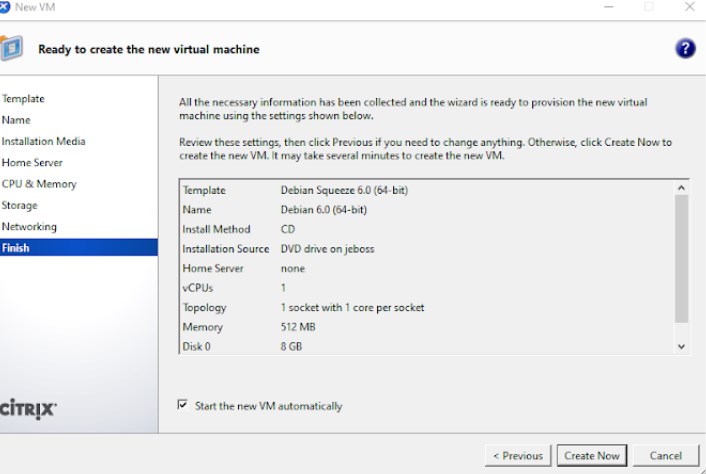 New VM
Ready to create the new virtual machine
?
Template
Name
Installation Media
Home Server
CPU & Memory
Storage
Networking
Finish
CITRIX
All the necessary information has been collected and the wizard is ready to provision the new virtual
machine using the settings shown below.
Review these settings, then click Previous if you need to change anything. Otherwise, click Create Now to
create the new VM. It may take several minutes to create the new VM.
Template Debian Squeeze 6.0 (64-bit)
Name Debian 6.0 (64-bit)
Install Method CD
Installation Source DVD drive on jeboss
Home Server none
vCPUs 1
Topology 1 socket with 1 core per socket
Memory 512 MB
Disk 0 8 GB
Start the new VM automatically
< Previous Create Now Cancel